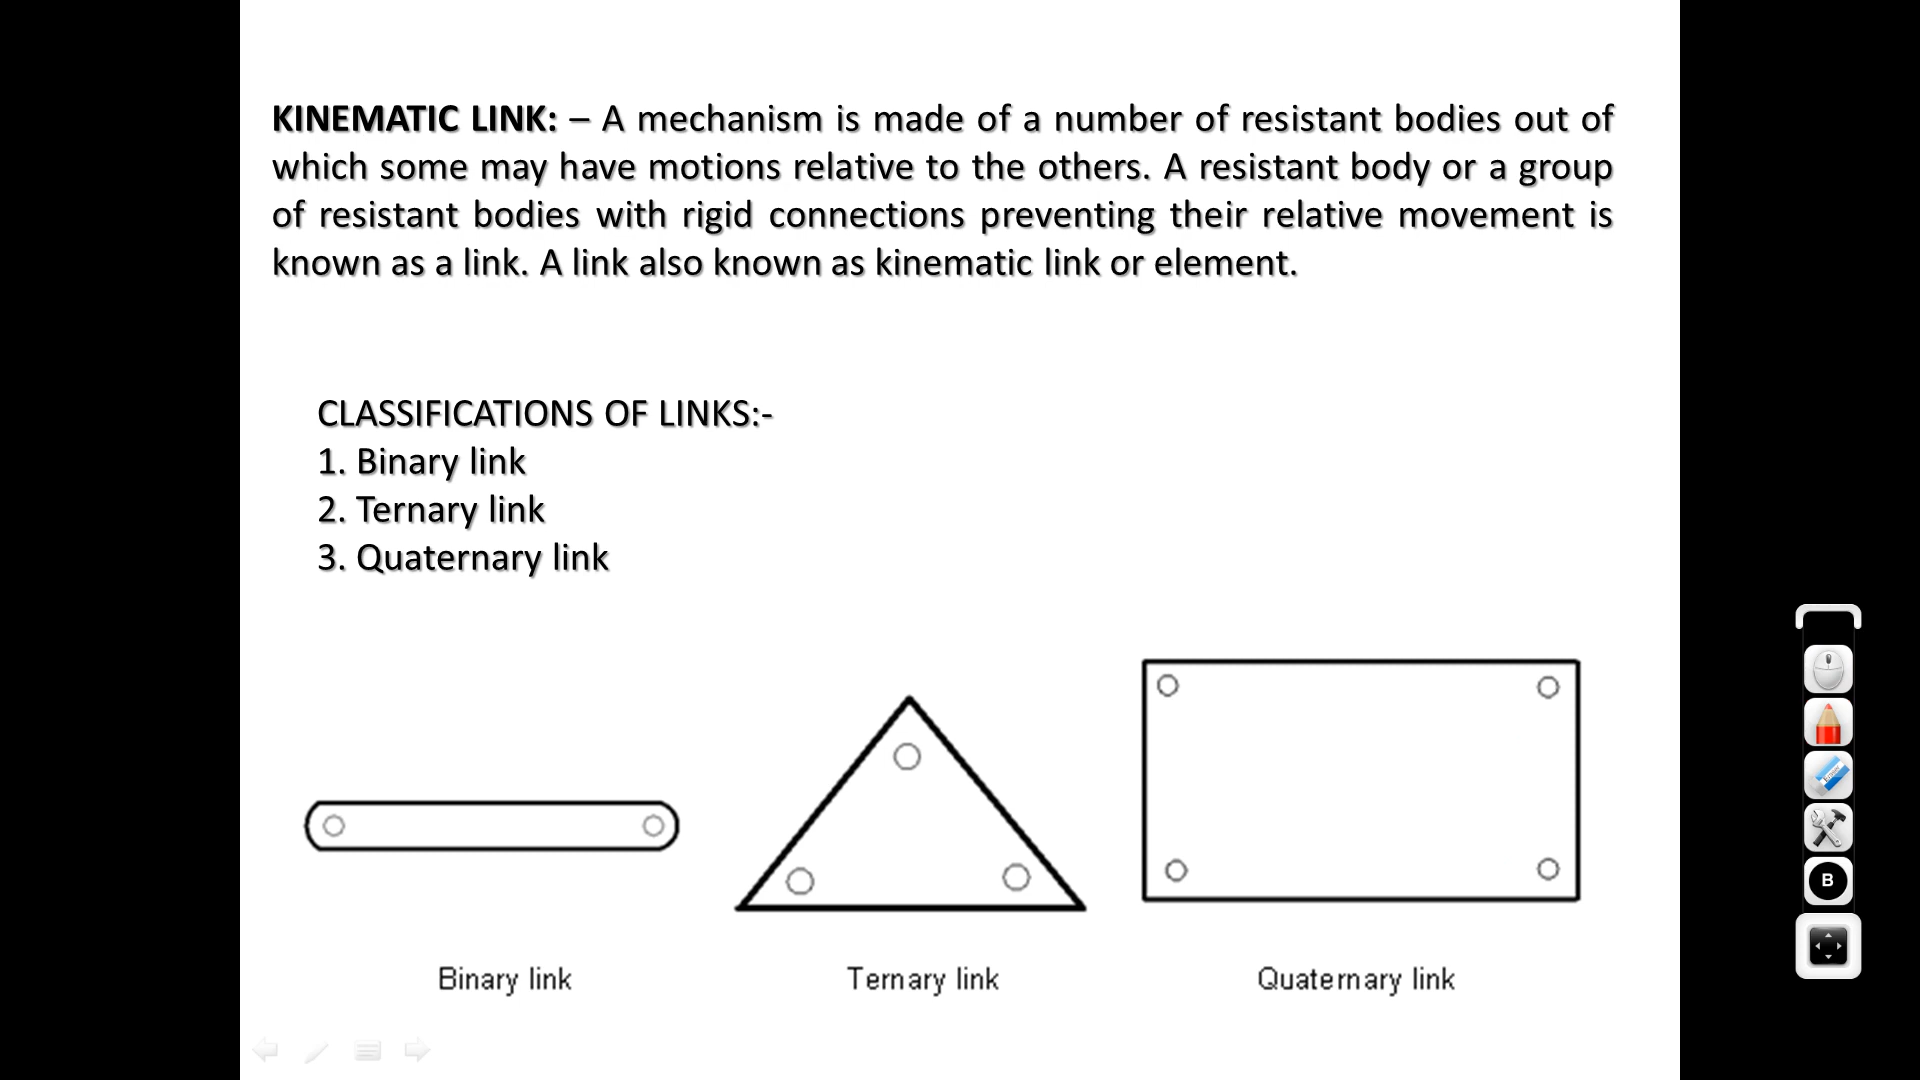 KINEMATIC LINK: – A mechanism is made of a number of resistant bodies out of
which some may have motions relative to the others. A resistant body or a group
of resistant bodies with rigid connections preventing their relative movement is
known as a link. A link also known as kinematic link or element.
CLASSIFICATIONS OF LINKS:-
1. Binary link
2. Ternary link
3. Quaternary link
Binary link
Ternary link
Quaternary link
B